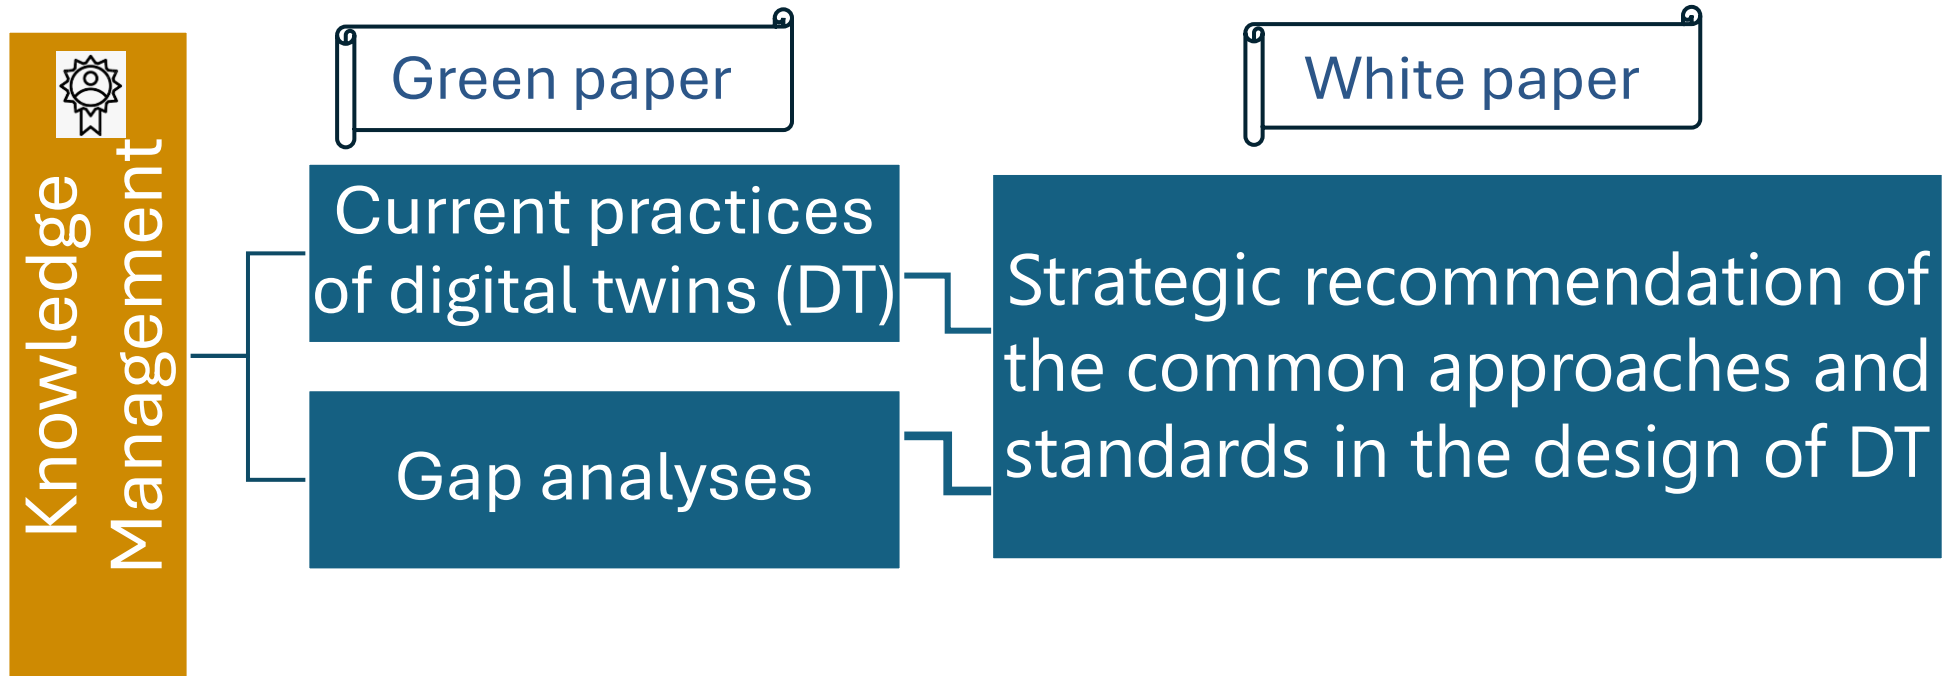 Knowledge
Management
Green paper
White paper
Current practices
of digital twins (DT)
Gap analyses
Strategic recommendation of
the common approaches and
standards in the design of DT